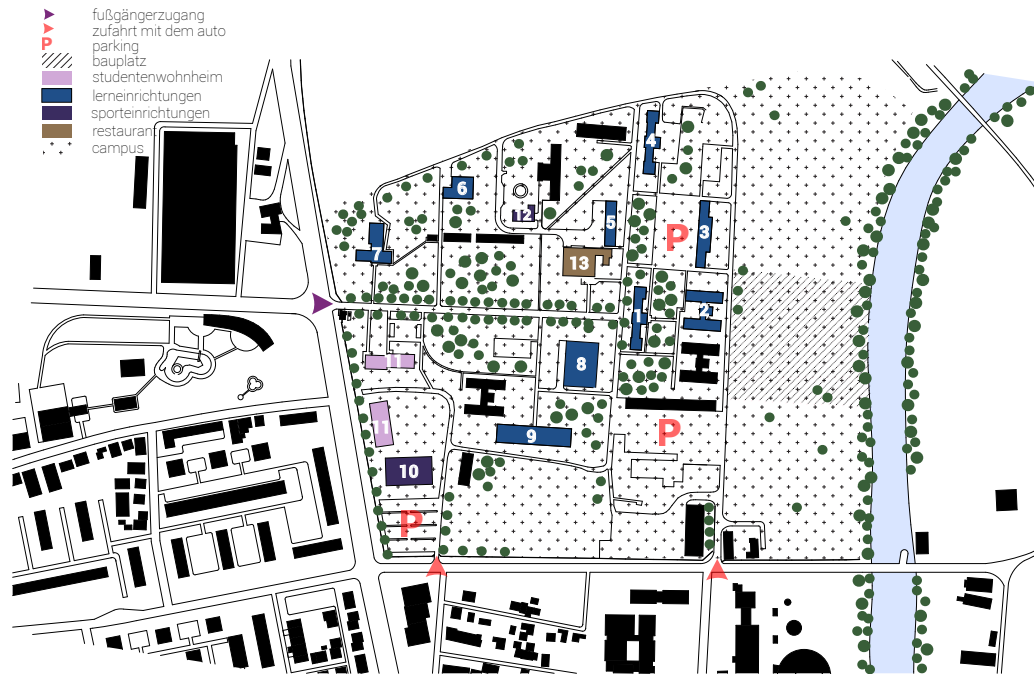 fußgängerzugang
zufahrt mit dem auto
P parking
bauplatz
studentenwohnheim
lerneinrichtungen
sporteinrichtungen
restaurant
campus
4
6
12
5
3
P
7
13
1
2
11
8
11
9
P
10
P